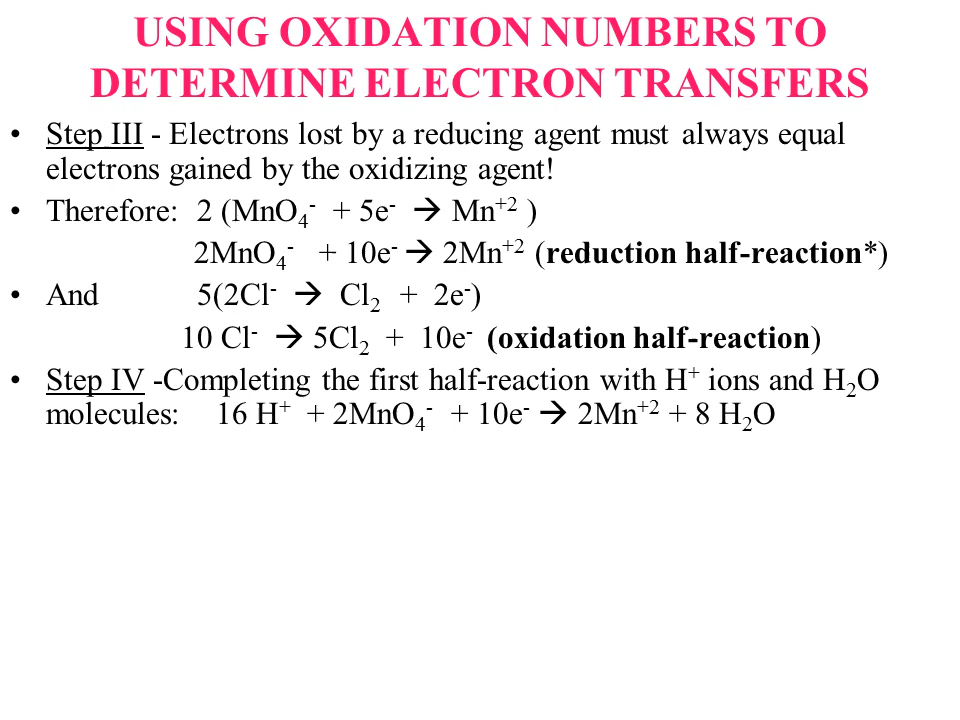 USING OXIDATION NUMBERS TO
DETERMINE ELECTRON TRANSFERS
• Step III - Electrons lost by a reducing agent must always equal
electrons gained by the oxidizing agent!
• Therefore: 2 (MnO₄⁻ + 5e⁻ → Mn⁺² )
2MnO₄⁻ + 10e⁻ → 2Mn⁺² (reduction half-reaction*)
• And 5(2Cl⁻ → Cl₂ + 2e⁻)
10 Cl⁻ → 5Cl₂ + 10e⁻ (oxidation half-reaction)
• Step IV -Completing the first half-reaction with H⁺ ions and H₂O
molecules: 16 H⁺ + 2MnO₄⁻ + 10e⁻ → 2Mn⁺² + 8 H₂O